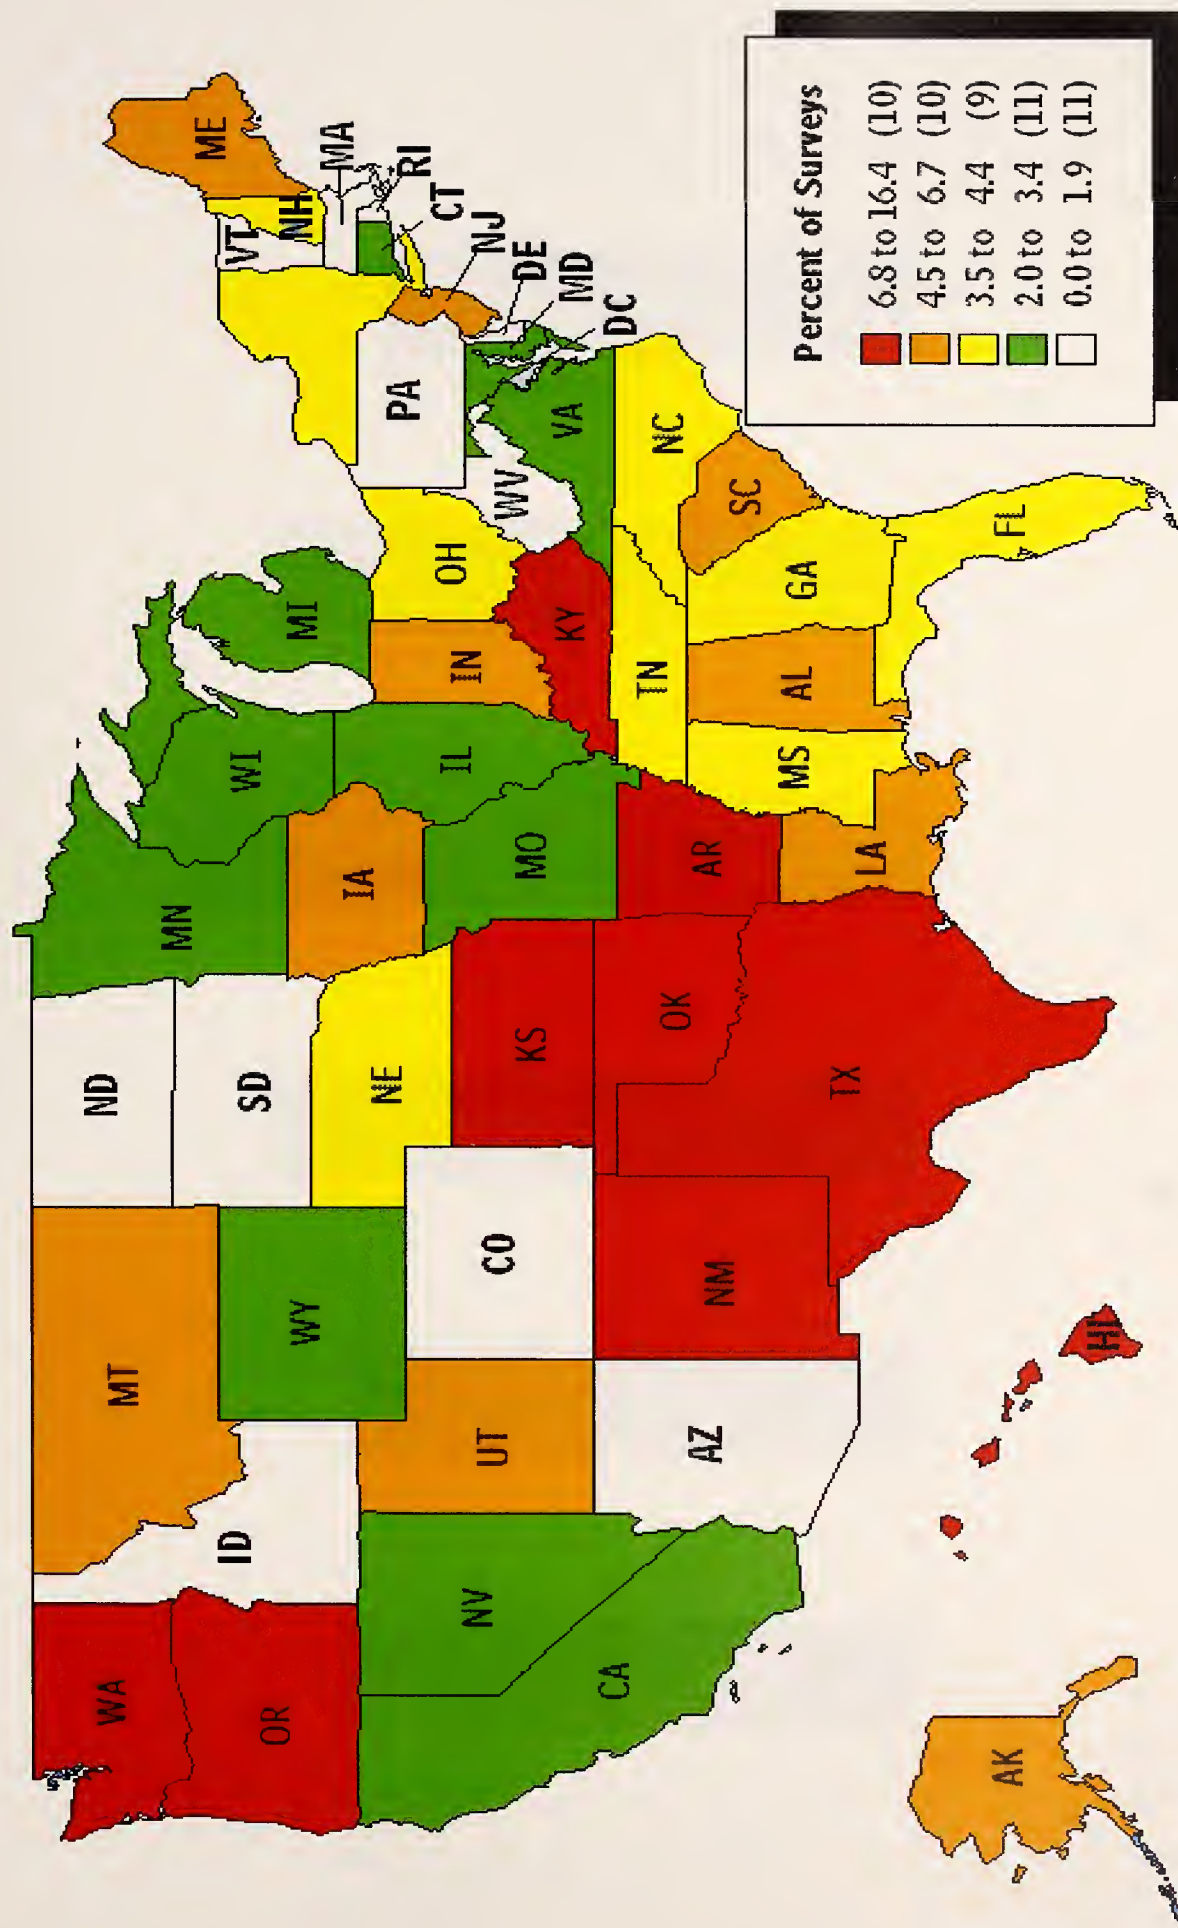 WA
MT
ND
MN
ME
OR
ID
WY
SD
WI
MI
VT
NH
MA
RI
CT
NJ
DE
MD
DC
NV
UT
CO
NE
IA
IL
IN
OH
PA
CA
KS
MO
KY
WV
VA
AZ
NM
OK
AR
TN
NC
TX
LA
MS
AL
GA
SC
FL
AK
HI
Percent of Surveys
6.8 to 16.4 (10)
4.5 to 6.7 (10)
3.5 to 4.4 (9)
2.0 to 3.4 (11)
0.0 to 1.9 (11)